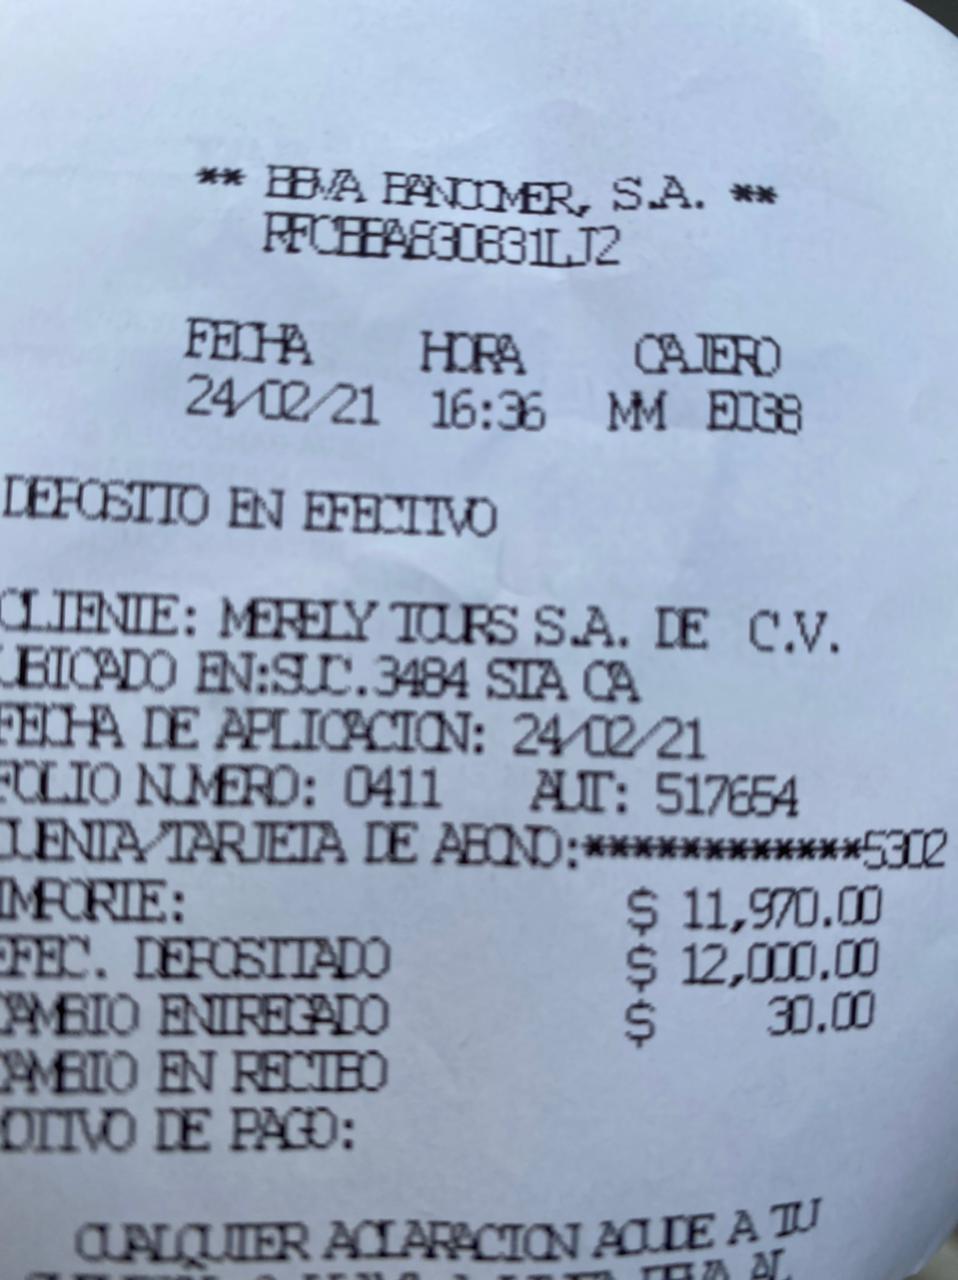 ** BBVA BANCOMER, S.A. **
RFCBBA830831LJ2
FECHA HORA CAJERO
24/02/21 16:36 MM E038
DEPOSITO EN EFECTIVO
CLIENTE: MERELY TOURS S.A. DE C.V.
UBICADO EN:SUC.3484 STA CA
FECHA DE APLICACION: 24/02/21
FOLIO NUMERO: 0411 AUT: 517654
CUENTA/TARJETA DE ABONO:************5302
IMPORTE: $ 11,970.00
EFEC. DEPOSITADO $ 12,000.00
CAMBIO ENTREGADO $ 30.00
CAMBIO EN RECIBO
MOTIVO DE PAGO:
CUALQUIER ACLARACION ACUDE A TU